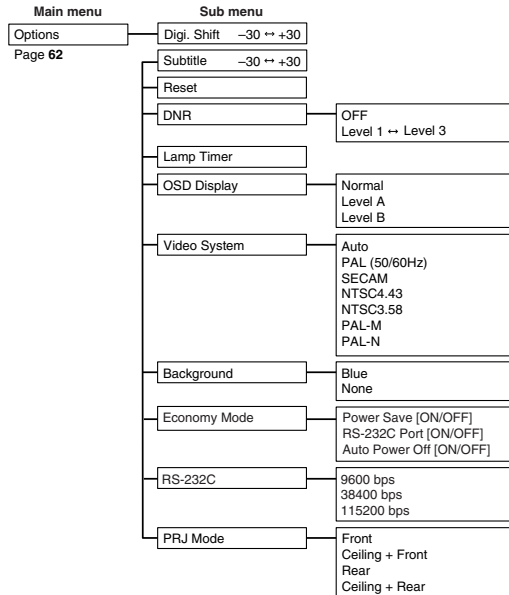 Main menu
Sub menu
Options
Page 62
Digi. Shift –30 ↔ +30
Subtitle –30 ↔ +30
Reset
DNR
OFF
Level 1 ↔ Level 3
Lamp Timer
OSD Display
Normal
Level A
Level B
Video System
Auto
PAL (50/60Hz)
SECAM
NTSC4.43
NTSC3.58
PAL-M
PAL-N
Background
Blue
None
Economy Mode
Power Save [ON/OFF]
RS-232C Port [ON/OFF]
Auto Power Off [ON/OFF]
RS-232C
9600 bps
38400 bps
115200 bps
PRJ Mode
Front
Ceiling + Front
Rear
Ceiling + Rear